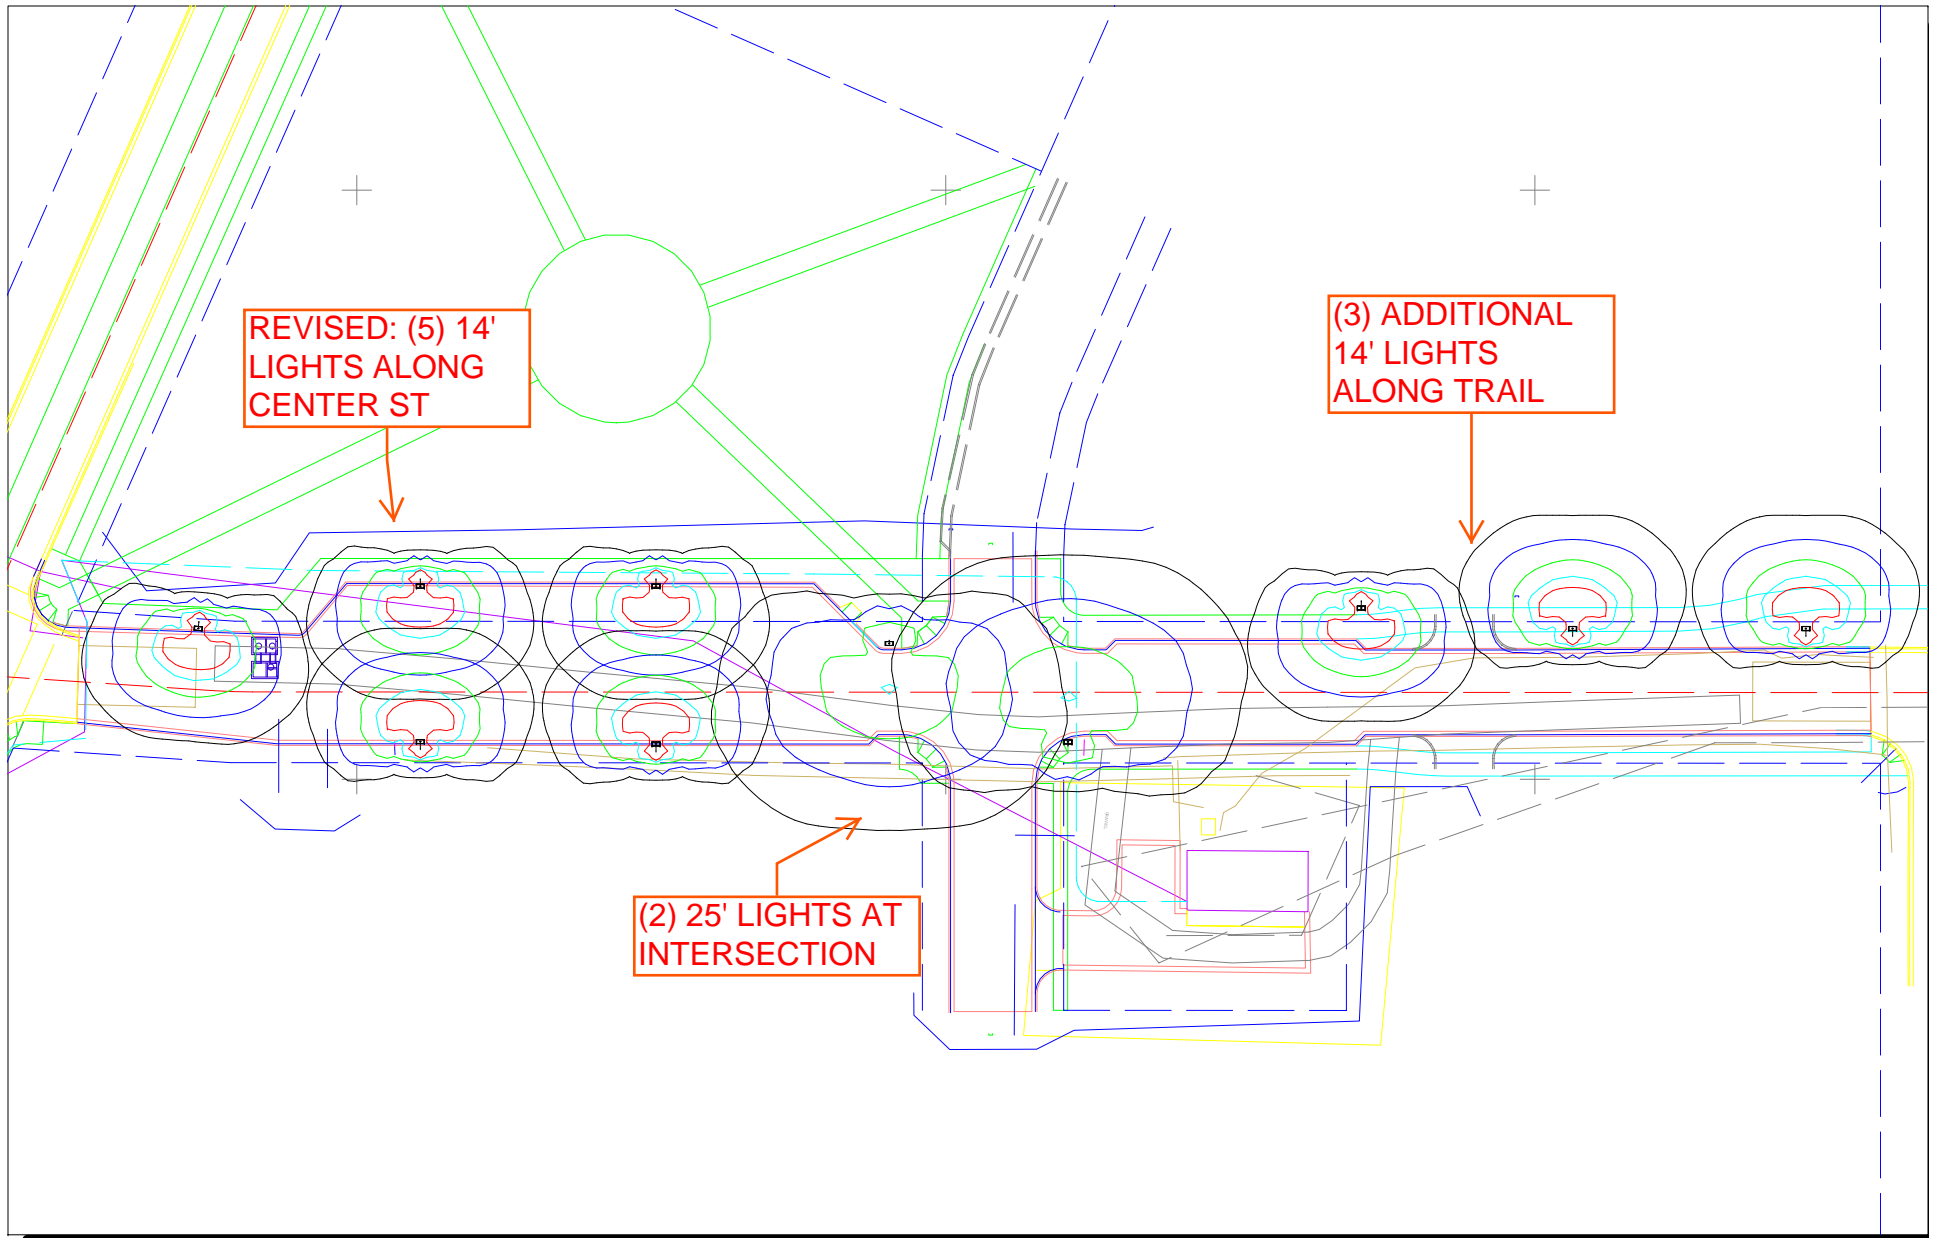 REVISED: (5) 14'
LIGHTS ALONG
CENTER ST
(3) ADDITIONAL
14' LIGHTS
ALONG TRAIL
(2) 25' LIGHTS AT
INTERSECTION